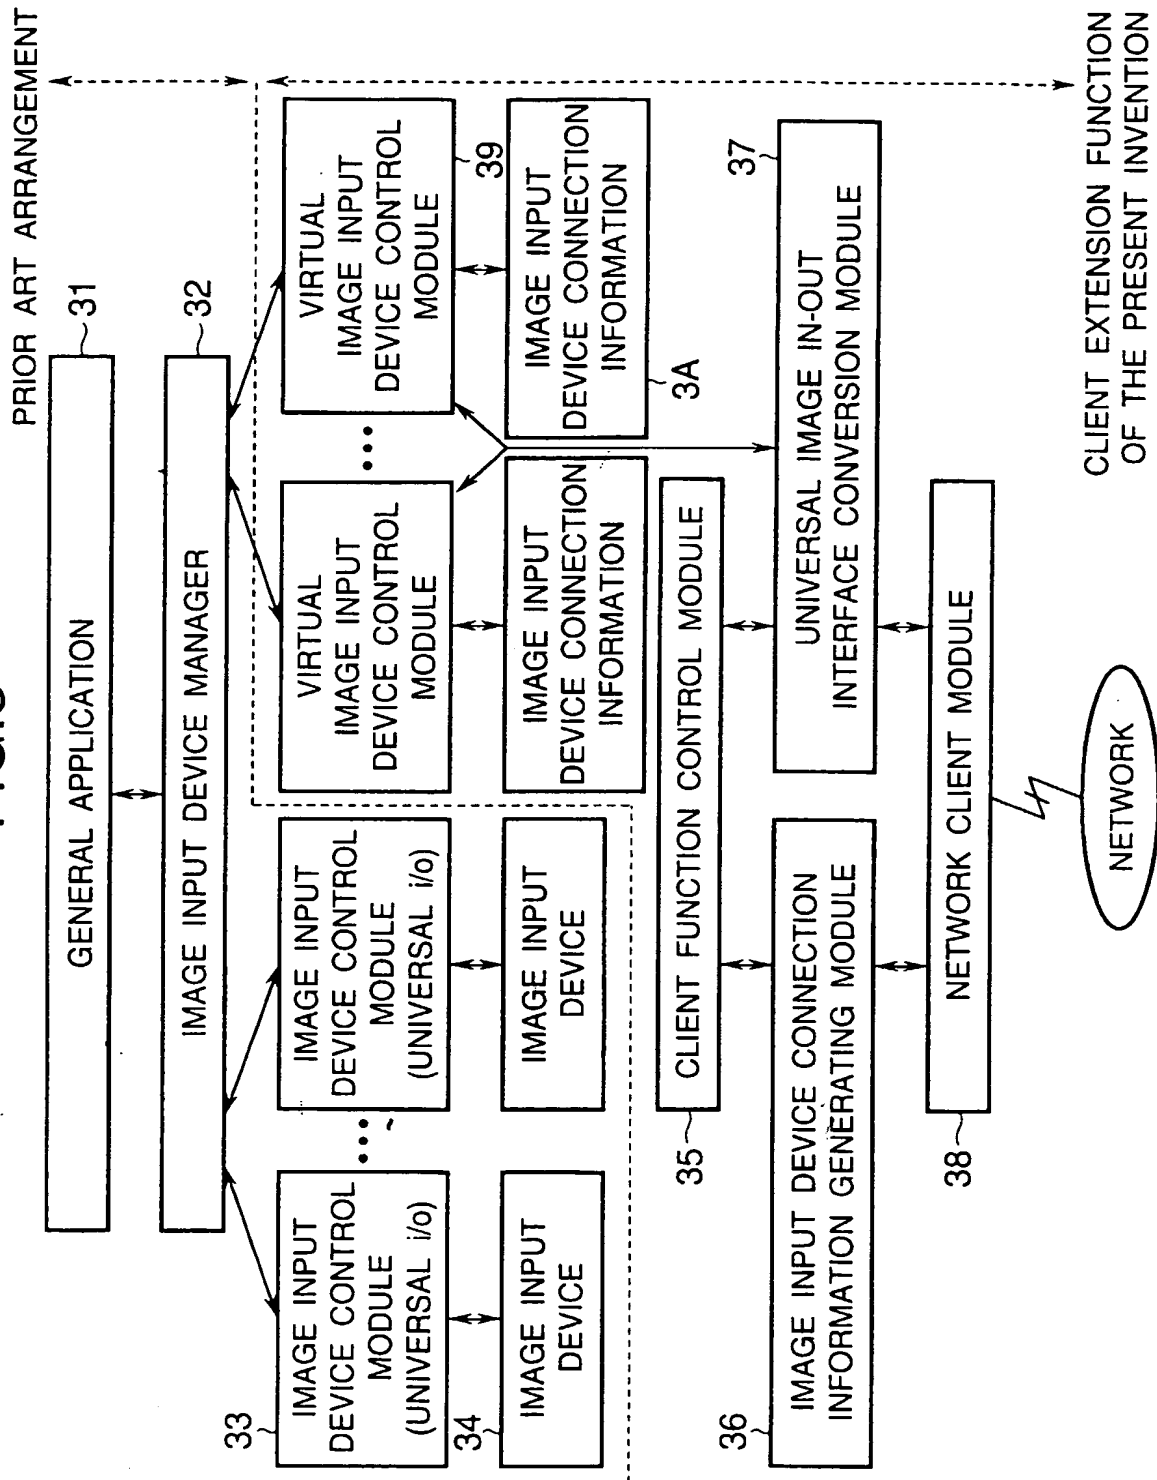 PRIOR ART ARRANGEMENT
GENERAL APPLICATION
31
IMAGE INPUT DEVICE MANAGER
32
33
IMAGE INPUT
DEVICE CONTROL
MODULE
(UNIVERSAL i/o)
IMAGE INPUT
DEVICE CONTROL
MODULE
(UNIVERSAL i/o)
VIRTUAL
IMAGE INPUT
DEVICE CONTROL
MODULE
VIRTUAL
IMAGE INPUT
DEVICE CONTROL
MODULE
39
34
IMAGE INPUT
DEVICE
IMAGE INPUT
DEVICE
IMAGE INPUT
DEVICE CONNECTION
INFORMATION
IMAGE INPUT
DEVICE CONNECTION
INFORMATION
3A
35
CLIENT FUNCTION CONTROL MODULE
36
IMAGE INPUT DEVICE CONNECTION
INFORMATION GENERATING MODULE
UNIVERSAL IMAGE IN-OUT
INTERFACE CONVERSION MODULE
37
38
NETWORK CLIENT MODULE
NETWORK
CLIENT EXTENSION FUNCTION
OF THE PRESENT INVENTION